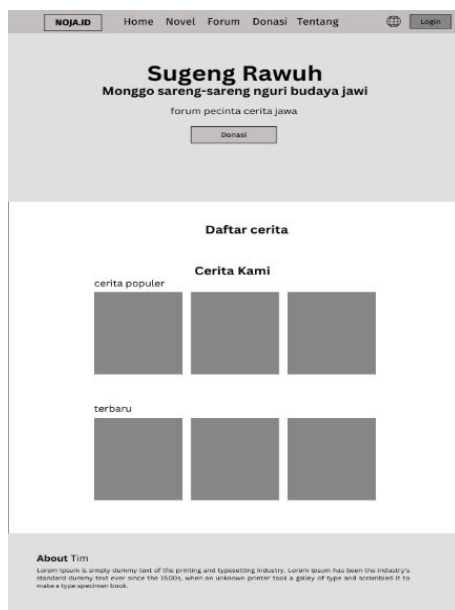 NOJA.ID Home Novel Forum Donasi Tentang Login
Sugeng Rawuh
Monggo sareng-sareng nguri budaya jawi
forum pecinta cerita jawa
Donasi
Daftar cerita
Cerita Kami
cerita populer
terbaru
About Tim
Lorem Ipsum is simply dummy text of the printing and typesetting industry. Lorem Ipsum has been the industry's
standard dummy text ever since the 1500s, when an unknown printer took a galley of type and scrambled it to
make a type specimen book.